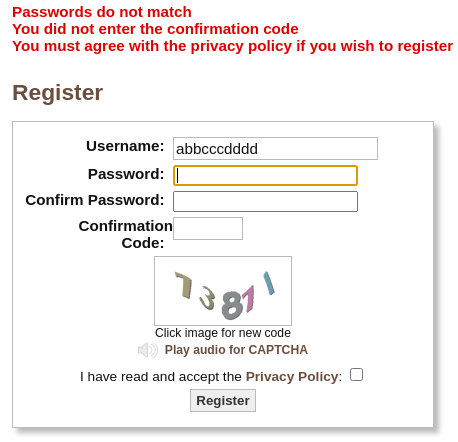 Passwords do not match
You did not enter the confirmation code
You must agree with the privacy policy if you wish to register
Register
Username: abbcccdddd
Password:
Confirm Password:
Confirmation
Code:
73871
Click image for new code
Play audio for CAPTCHA
I have read and accept the Privacy Policy:
Register